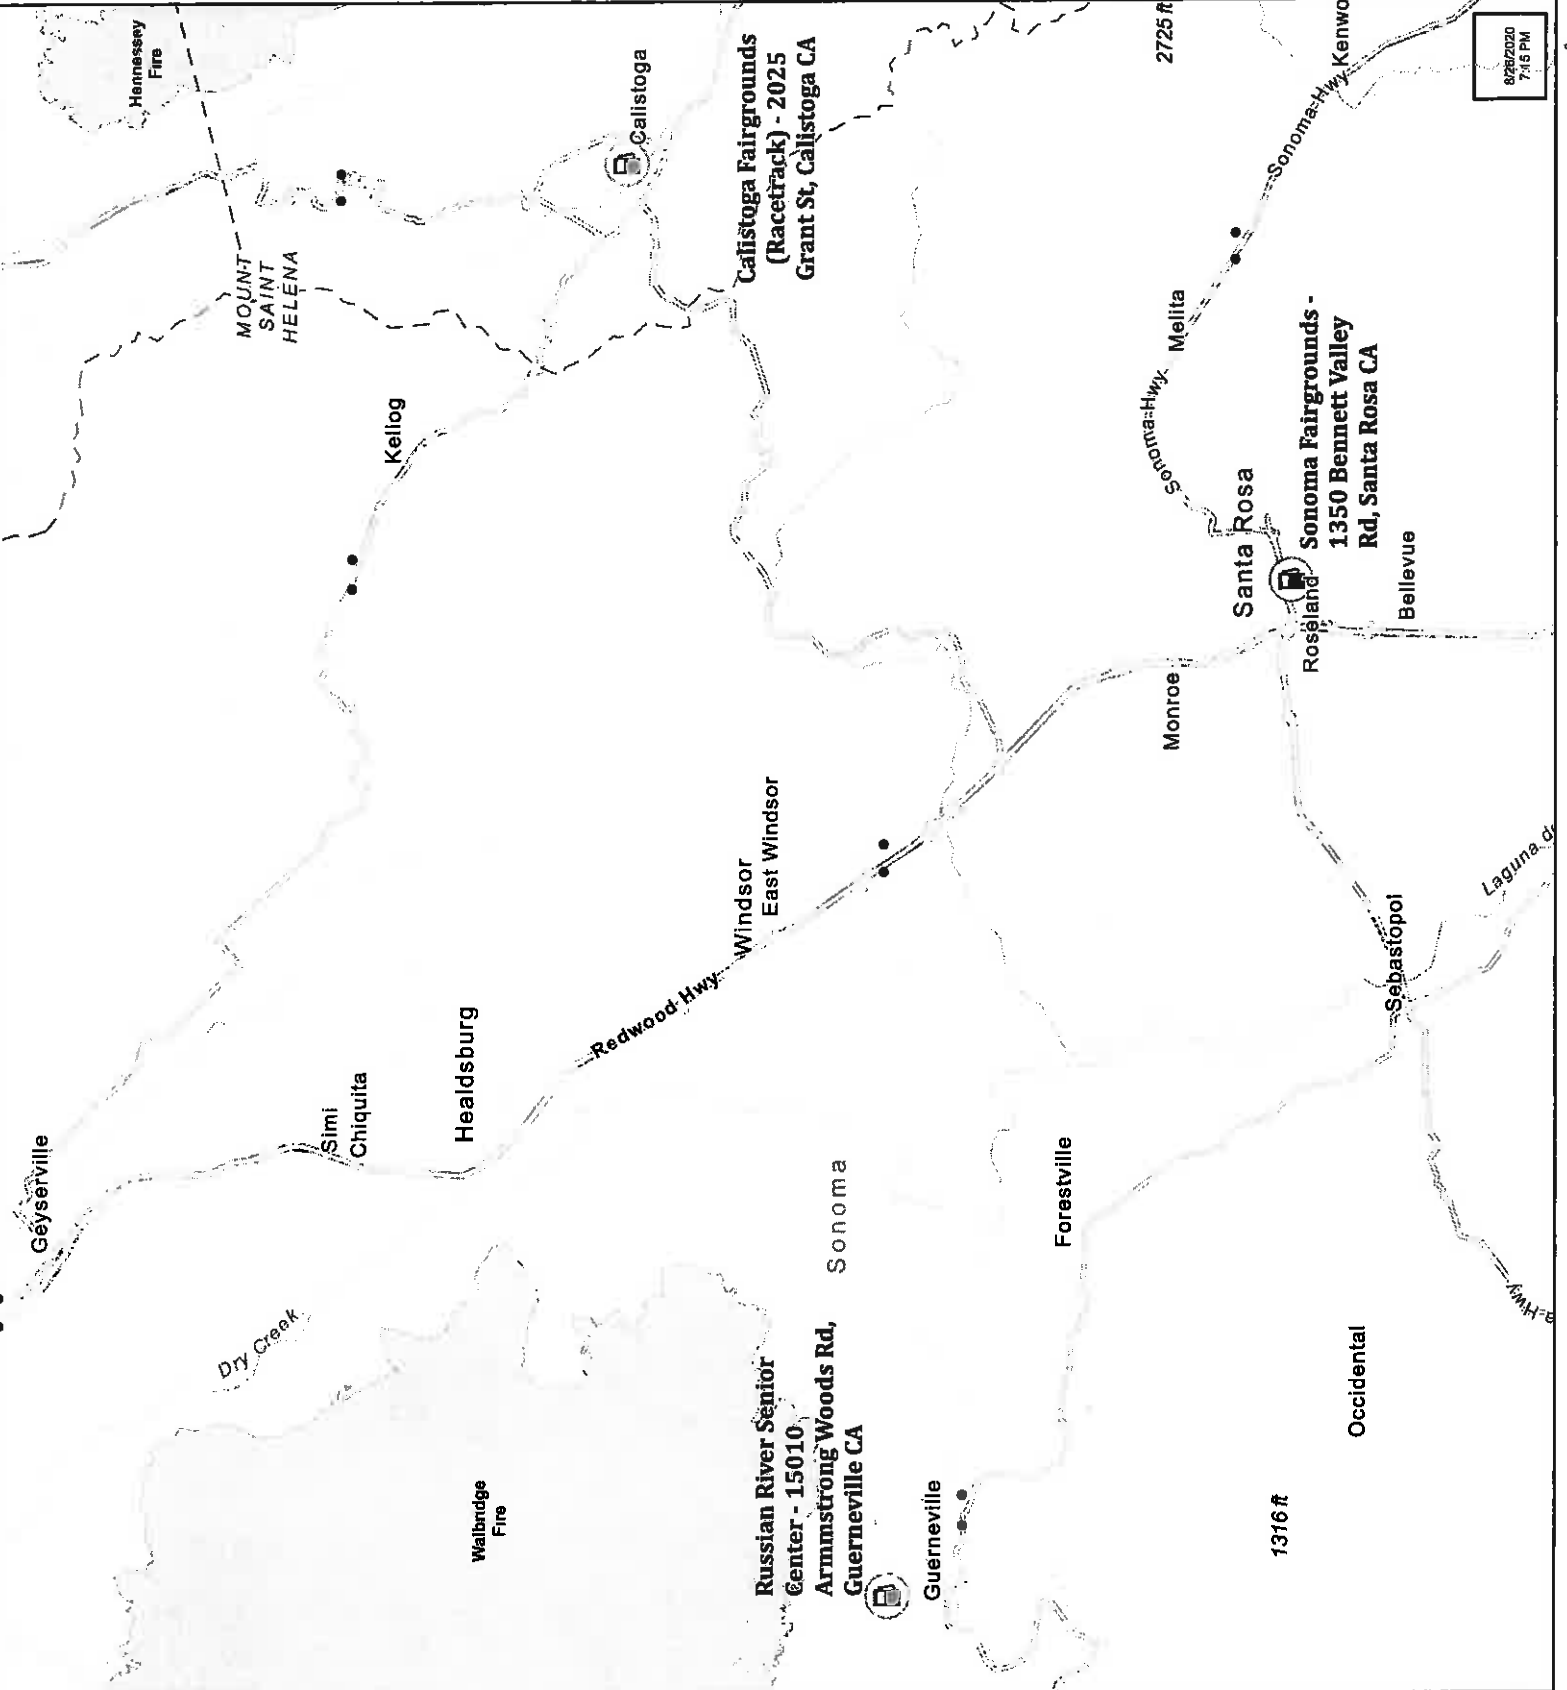 Geyserville
Hennessey
Fire
MOUNT
SAINT
HELENA
Dry Creek
Simi
Chiquita
Kellog
Healdsburg
Walbridge
Fire
Calistoga
Redwood Hwy
Windsor
East Windsor
Russian River Senior
Center - 15010
Armmstrong Woods Rd,
Guerneville CA
Calistoga Fairgrounds
(Racetrack) - 2025
Grant St, Calistoga CA
Sonoma
Guerneville
Forestville
2725 ft
Monroe
Sonoma Hwy
Melita
Santa Rosa
1316 ft
Sonoma Hwy
Kenwo
Roseland
Sonoma Fairgrounds -
1350 Bennett Valley
Rd, Santa Rosa CA
Occidental
Sebastopol
Bellevue
Laguna d
a Hwy
8/26/2020
7:15 PM